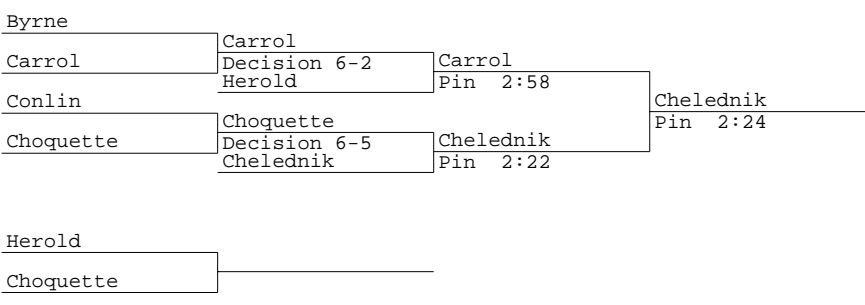 Byrne
Carrol
Carrol
Decision 6-2
Carrol
Herold
Pin 2:58
Conlin
Chelednik
Choquette
Pin 2:24
Choquette
Decision 6-5
Chelednik
Chelednik
Pin 2:22
Herold
Choquette